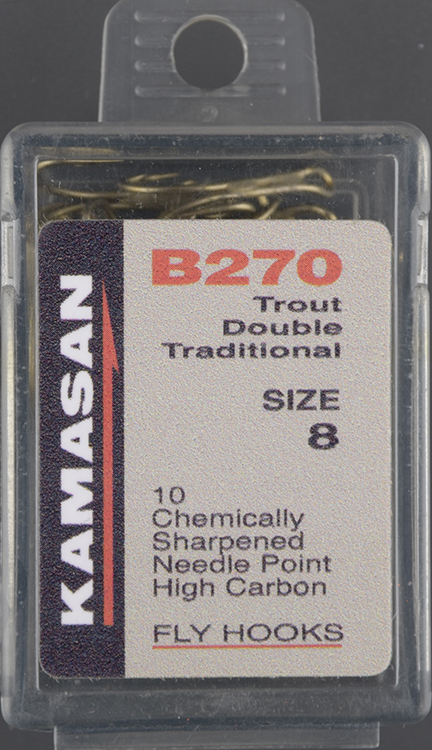 KAMASAN
B270
Trout
Double
Traditional
SIZE
8
10
Chemically
Sharpened
Needle Point
High Carbon
FLY HOOKS